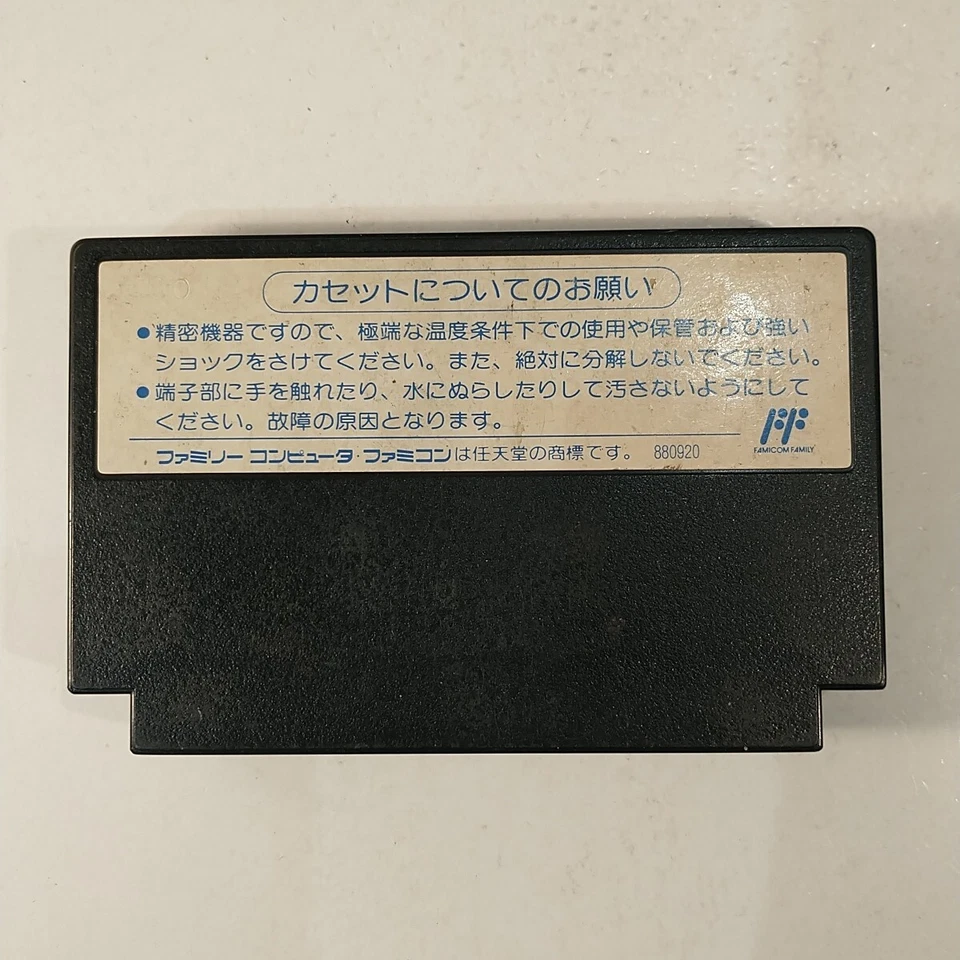 カセットについてのお願い
●精密機器ですので、極端な温度条件下での使用や保管および強い
ショックをさけてください。また、絶対に分解しないでください。
●端子部に手を触れたり、水にぬらしたりして汚さないようにして
ください。故障の原因となります。
FF
FAMICOM FAMILY
ファミリー コンピュータ・ファミコンは任天堂の商標です。 880920